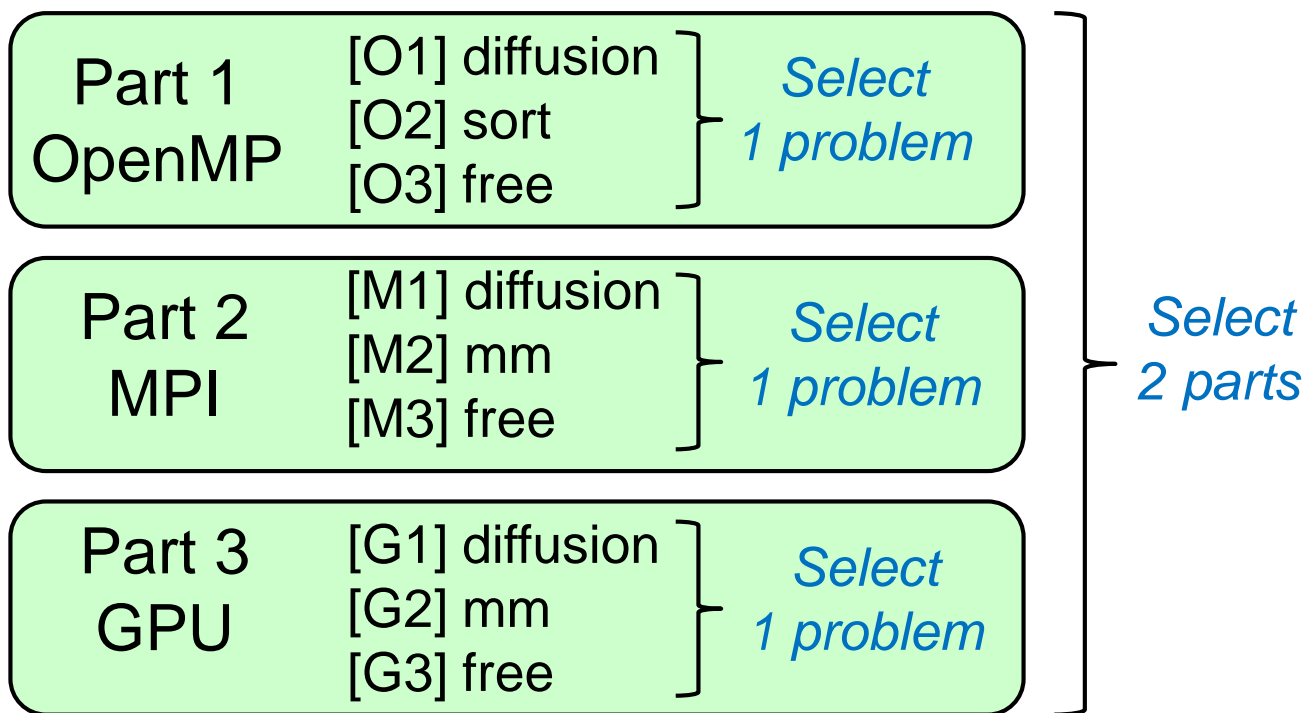 Part 1
OpenMP
[O1] diffusion
[O2] sort
[O3] free
Select
1 problem
Part 2
MPI
[M1] diffusion
[M2] mm
[M3] free
Select
1 problem
Part 3
GPU
[G1] diffusion
[G2] mm
[G3] free
Select
1 problem
Select
2 parts